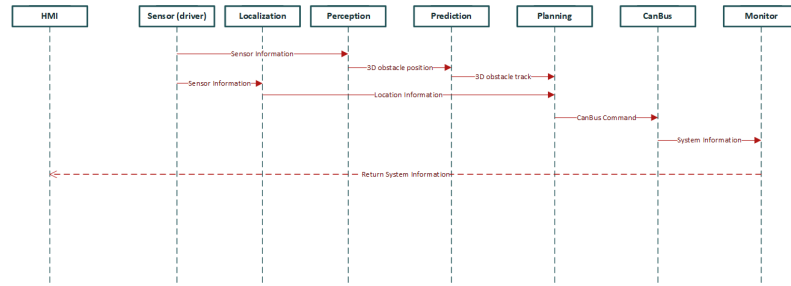 HMI
Sensor (driver)
Localization
Perception
Prediction
Planning
CanBus
Monitor
Sensor Information
3D obstacle position
3D obstacle track
Sensor Information
Location Information
CanBus Command
System Information
Return System Information